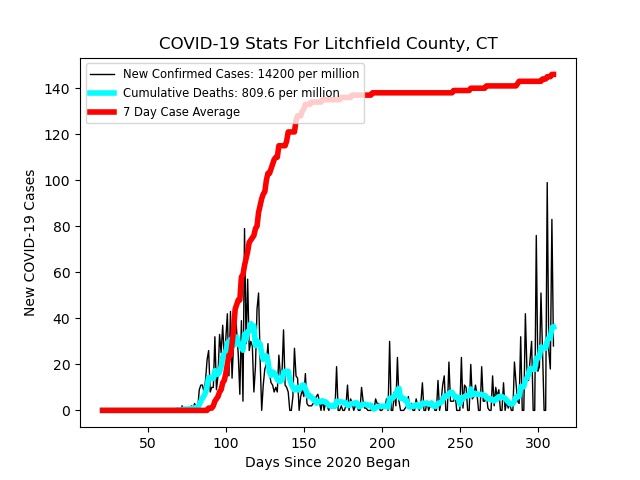 COVID-19 Stats For Litchfield County, CT
New Confirmed Cases: 14200 per million
Cumulative Deaths: 809.6 per million
7 Day Case Average
New COVID-19 Cases
140
120
100
80
60
40
20
0
50
100
150
200
250
300
Days Since 2020 Began